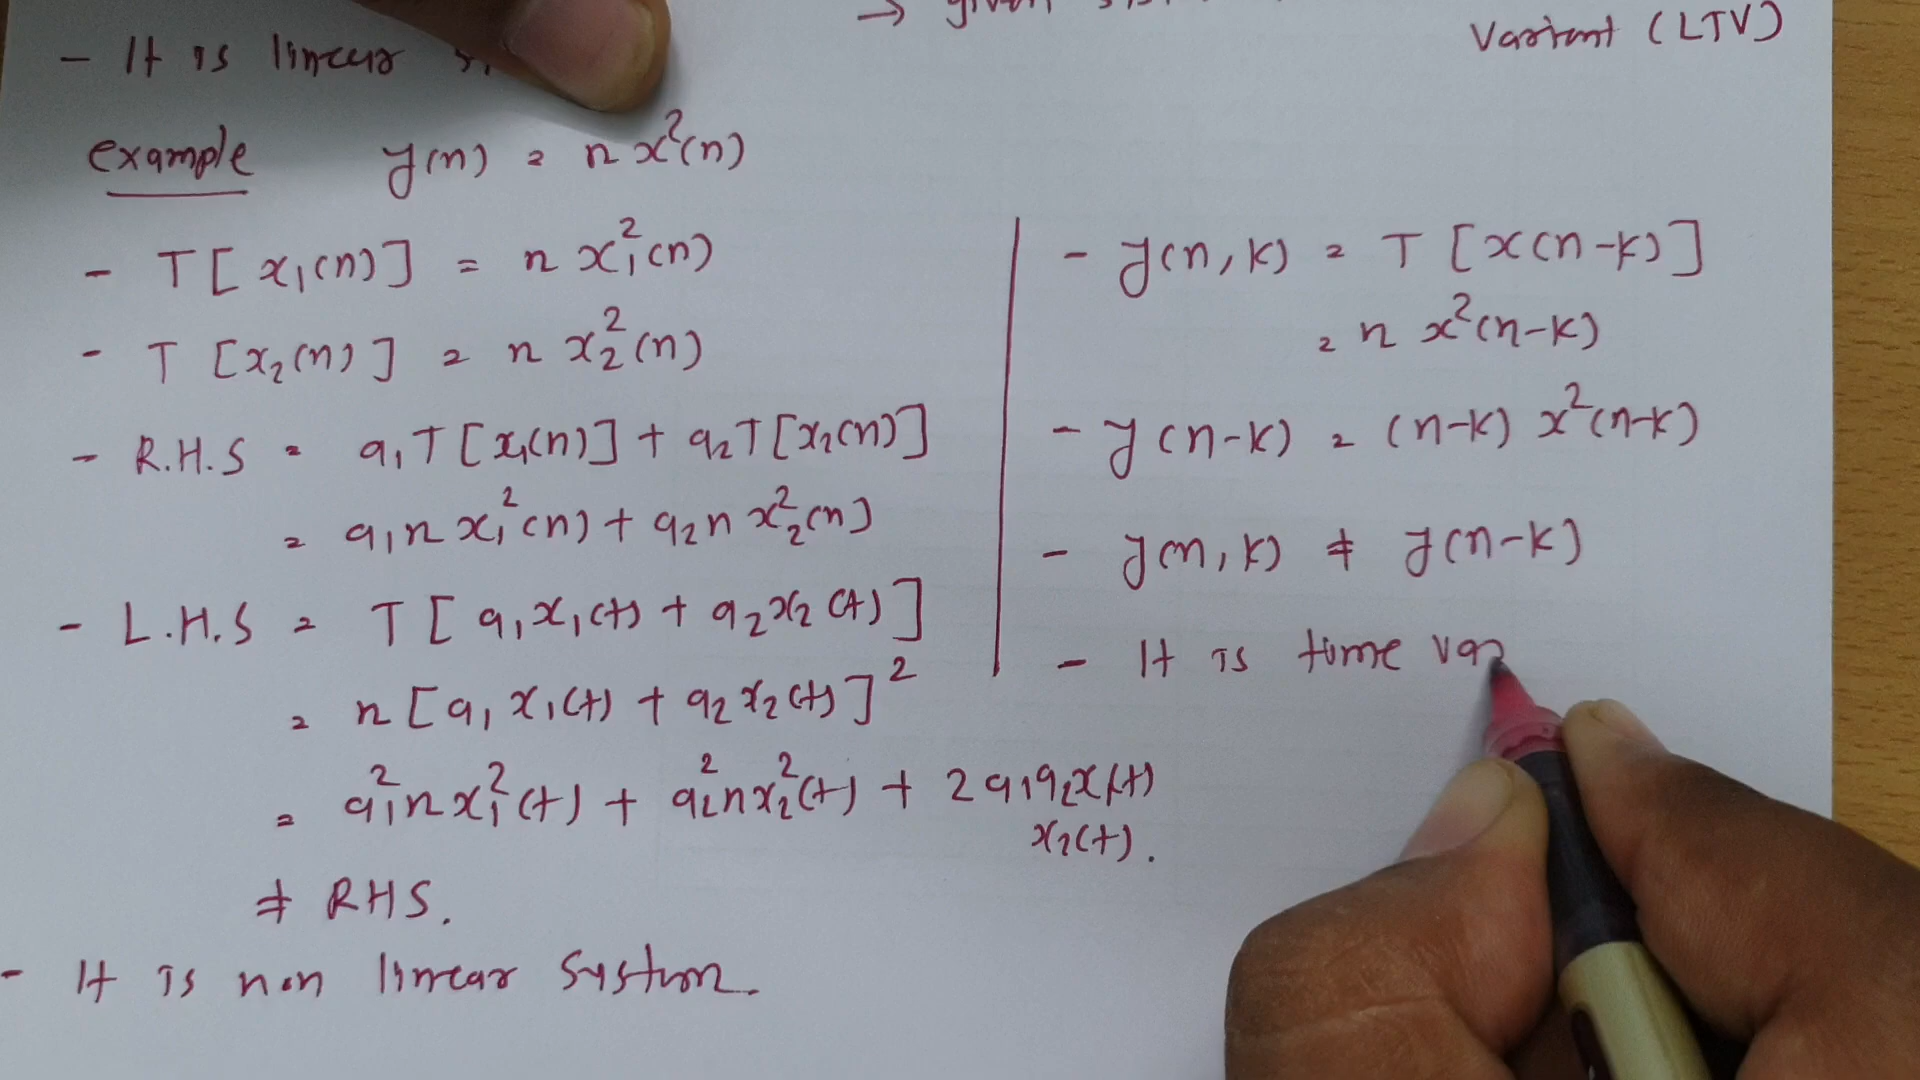 → given
Variant (LTV)
- It is linear
example y(n) = n x²(n)
- T[x₁(n)] = n x₁²(n)
- T[x₂(n)] = n x₂²(n)
- R.H.S = a₁T[x₁(n)] + a₂T[x₂(n)]
= a₁n x₁²(n) + a₂n x₂²(n)
- L.H.S = T[a₁x₁(t) + a₂x₂(t)]
= n[a₁x₁(t) + a₂x₂(t)]²
= a₁²n x₁²(t) + a₂²n x₂²(t) + 2a₁a₂x₁(t)
x₂(t).
≠ RHS.
- It is non linear system.
- y(n,k) = T[x(n-k)]
= n x²(n-k)
- y(n-k) = (n-k) x²(n-k)
- y(n,k) ≠ y(n-k)
- It is time va